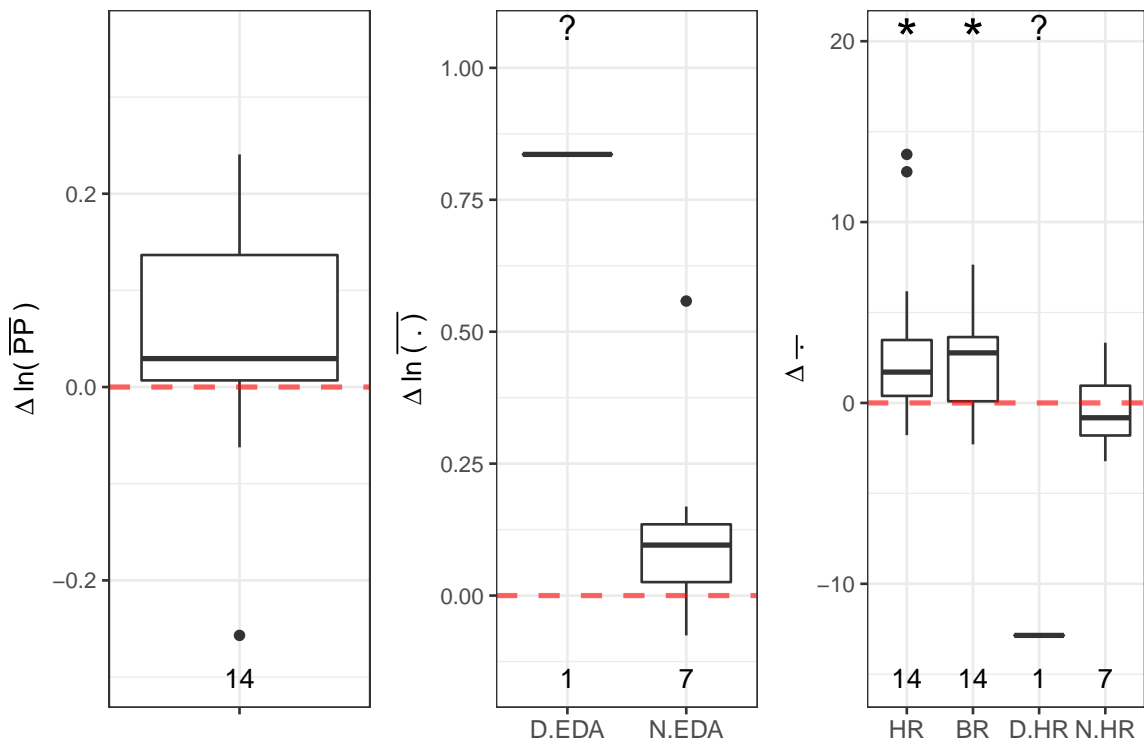 Δ ln( P̅P̅ )
0.2
0.0
−0.2
14
Δ ln ( . )
1.00
0.75
0.50
0.25
0.00
?
1
7
D.EDA
N.EDA
Δ .
20
10
0
−10
* * ?
14 14 1 7
HR BR D.HR N.HR